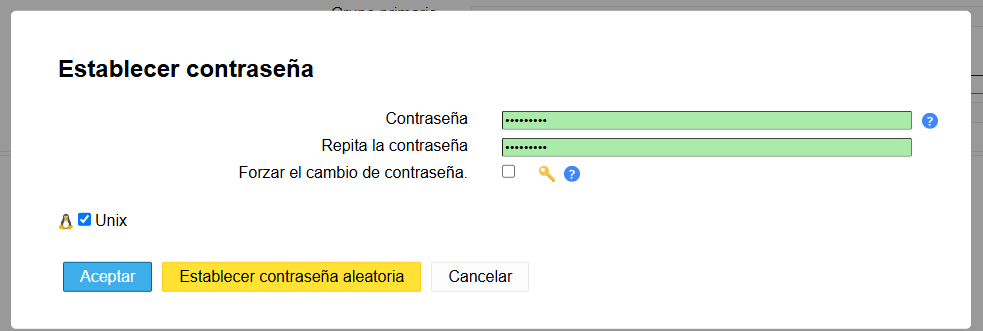 Establecer contraseña
Contraseña ••••••••• ?
Repita la contraseña •••••••••
Forzar el cambio de contraseña. ?
Unix
Aceptar Establecer contraseña aleatoria Cancelar